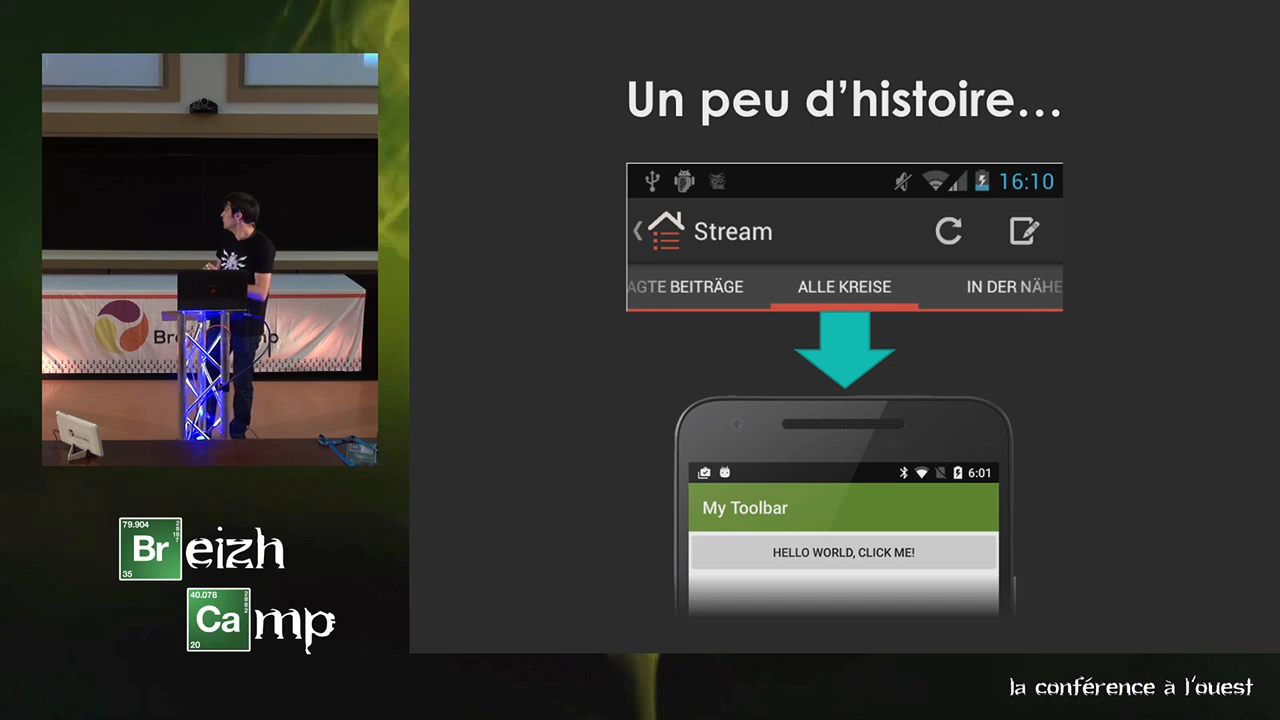 Un peu d’histoire...
16:10
Stream
AGTE BEITRÄGE
ALLE KREISE
IN DER NÄHE
6:01
My Toolbar
HELLO WORLD, CLICK ME!
79.904
Br
35
eizh
40.078
Ca
20
mp
la conférence à l'ouest